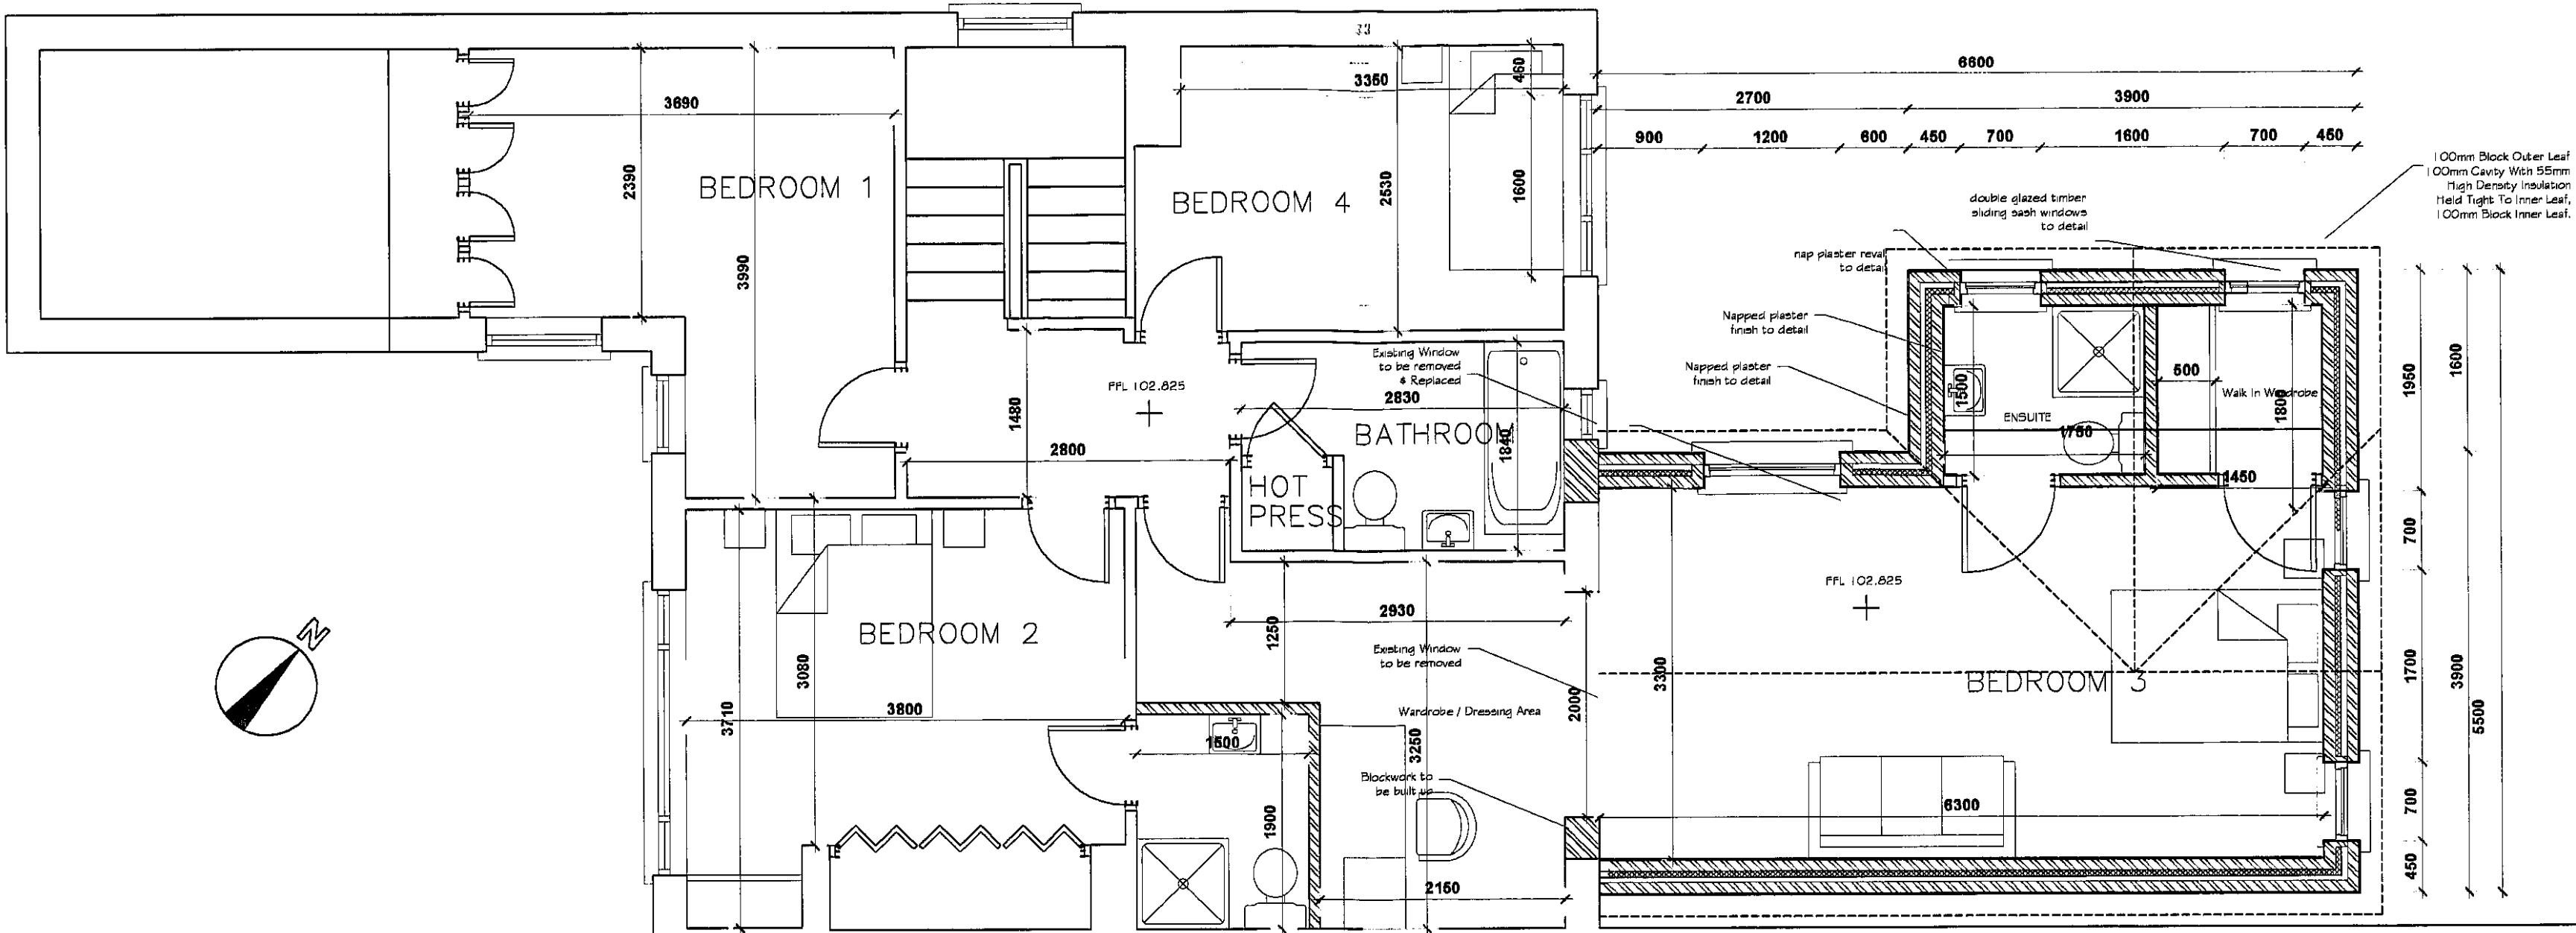 33
3350
460
6600
2700
3900
900
1200
600
450
700
1600
700
450
3690
2390
3990
BEDROOM 1
BEDROOM 4
2530
1600
100mm Block Outer Leaf
100mm Cavity With 55mm
High Density Insulation
Held Tight To Inner Leaf,
100mm Block Inner Leaf.
double glazed timber
sliding sash windows
to detail
nap plaster reval
to detail
Napped plaster
finish to detail
Napped plaster
finish to detail
Existing Window
to be removed
& Replaced
FFL 102.825
1480
2800
2830
BATHROOM
1840
HOT
PRESS
1500
ENSUITE
1750
500
Walk In Wardrobe
1800
1450
1950
1600
700
1700
3900
5500
700
450
N
BEDROOM 2
3710
3080
3800
1250
2930
Existing Window
to be removed
2000
3300
FFL 102.825
BEDROOM 3
Wardrobe / Dressing Area
1500
1900
3250
Blockwork to
be built up
6300
2150